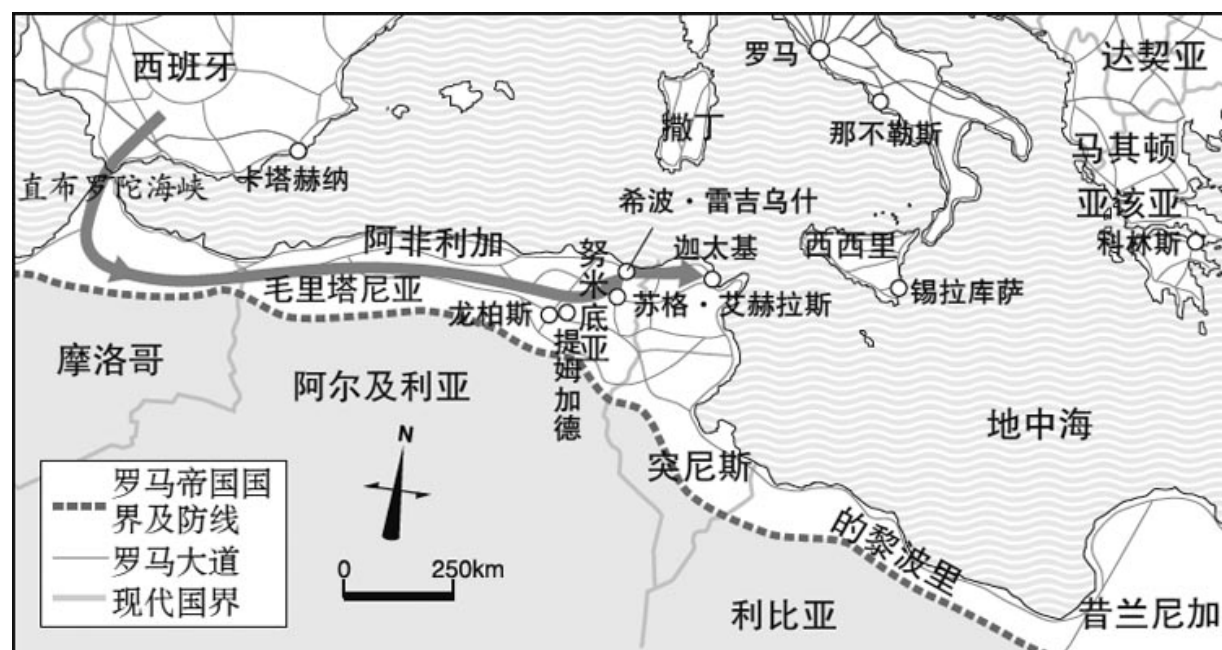 西班牙
罗马
达契亚
撒丁
那不勒斯
马其顿
直布罗陀海峡
卡塔赫纳
希波·雷吉乌什
亚该亚
阿非利加
努米底亚
迦太基
西西里
科林斯
毛里塔尼亚
龙柏斯
苏格·艾赫拉斯
锡拉库萨
提姆加德
摩洛哥
阿尔及利亚
地中海
N
突尼斯
罗马帝国国
界及防线
罗马大道
现代国界
0 250km
的黎波里
利比亚
昔兰尼加